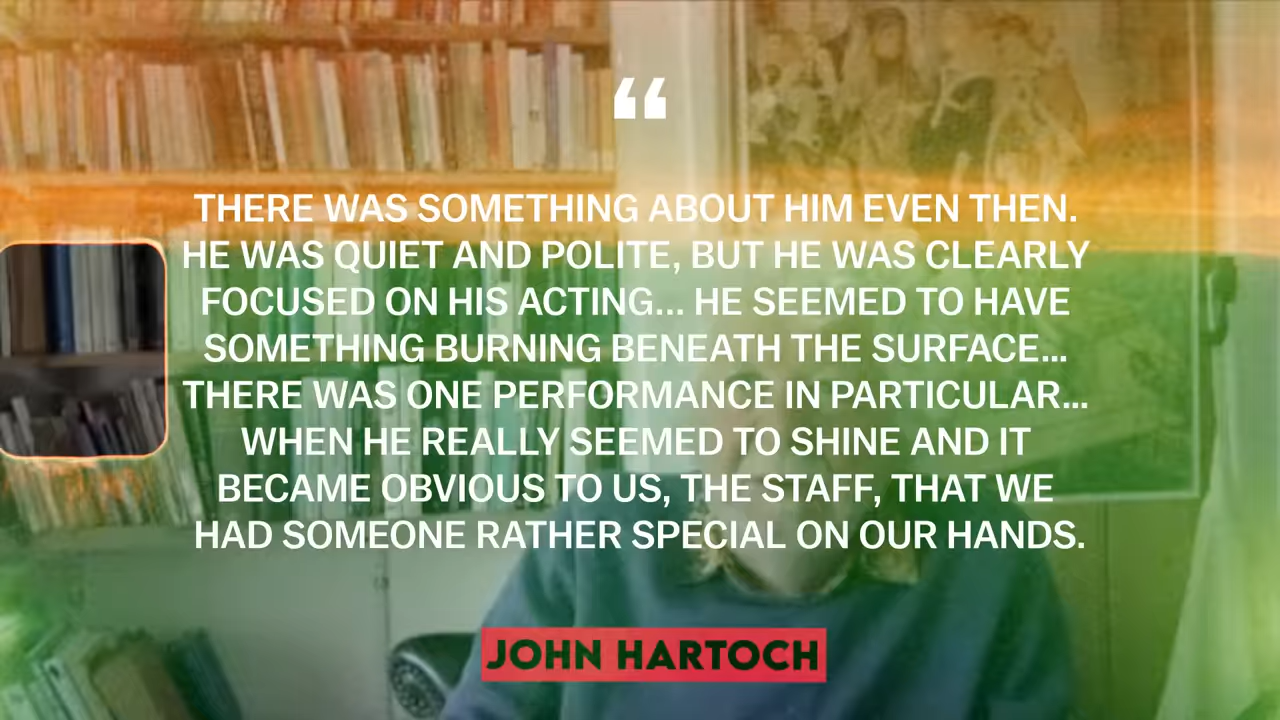 “
THERE WAS SOMETHING ABOUT HIM EVEN THEN.
HE WAS QUIET AND POLITE, BUT HE WAS CLEARLY
FOCUSED ON HIS ACTING... HE SEEMED TO HAVE
SOMETHING BURNING BENEATH THE SURFACE...
THERE WAS ONE PERFORMANCE IN PARTICULAR...
WHEN HE REALLY SEEMED TO SHINE AND IT
BECAME OBVIOUS TO US, THE STAFF, THAT WE
HAD SOMEONE RATHER SPECIAL ON OUR HANDS.
JOHN HARTOCH